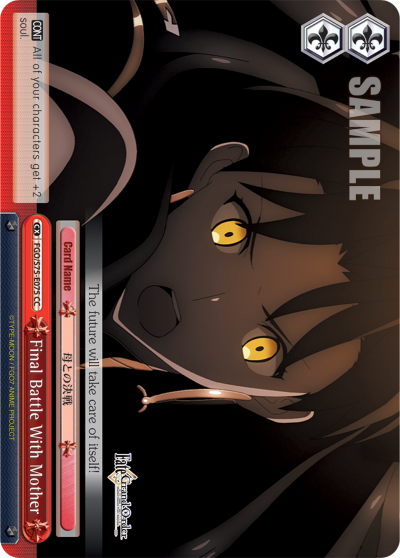 SAMPLE
The future will take care of itself!
Fate Grand Order
Card Name
母との決戦
CX FGO/S75-E075 CC
Final Battle With Mother
CONT All of your characters get +2
soul.
©TYPE-MOON / FGO7 ANIME PROJECT